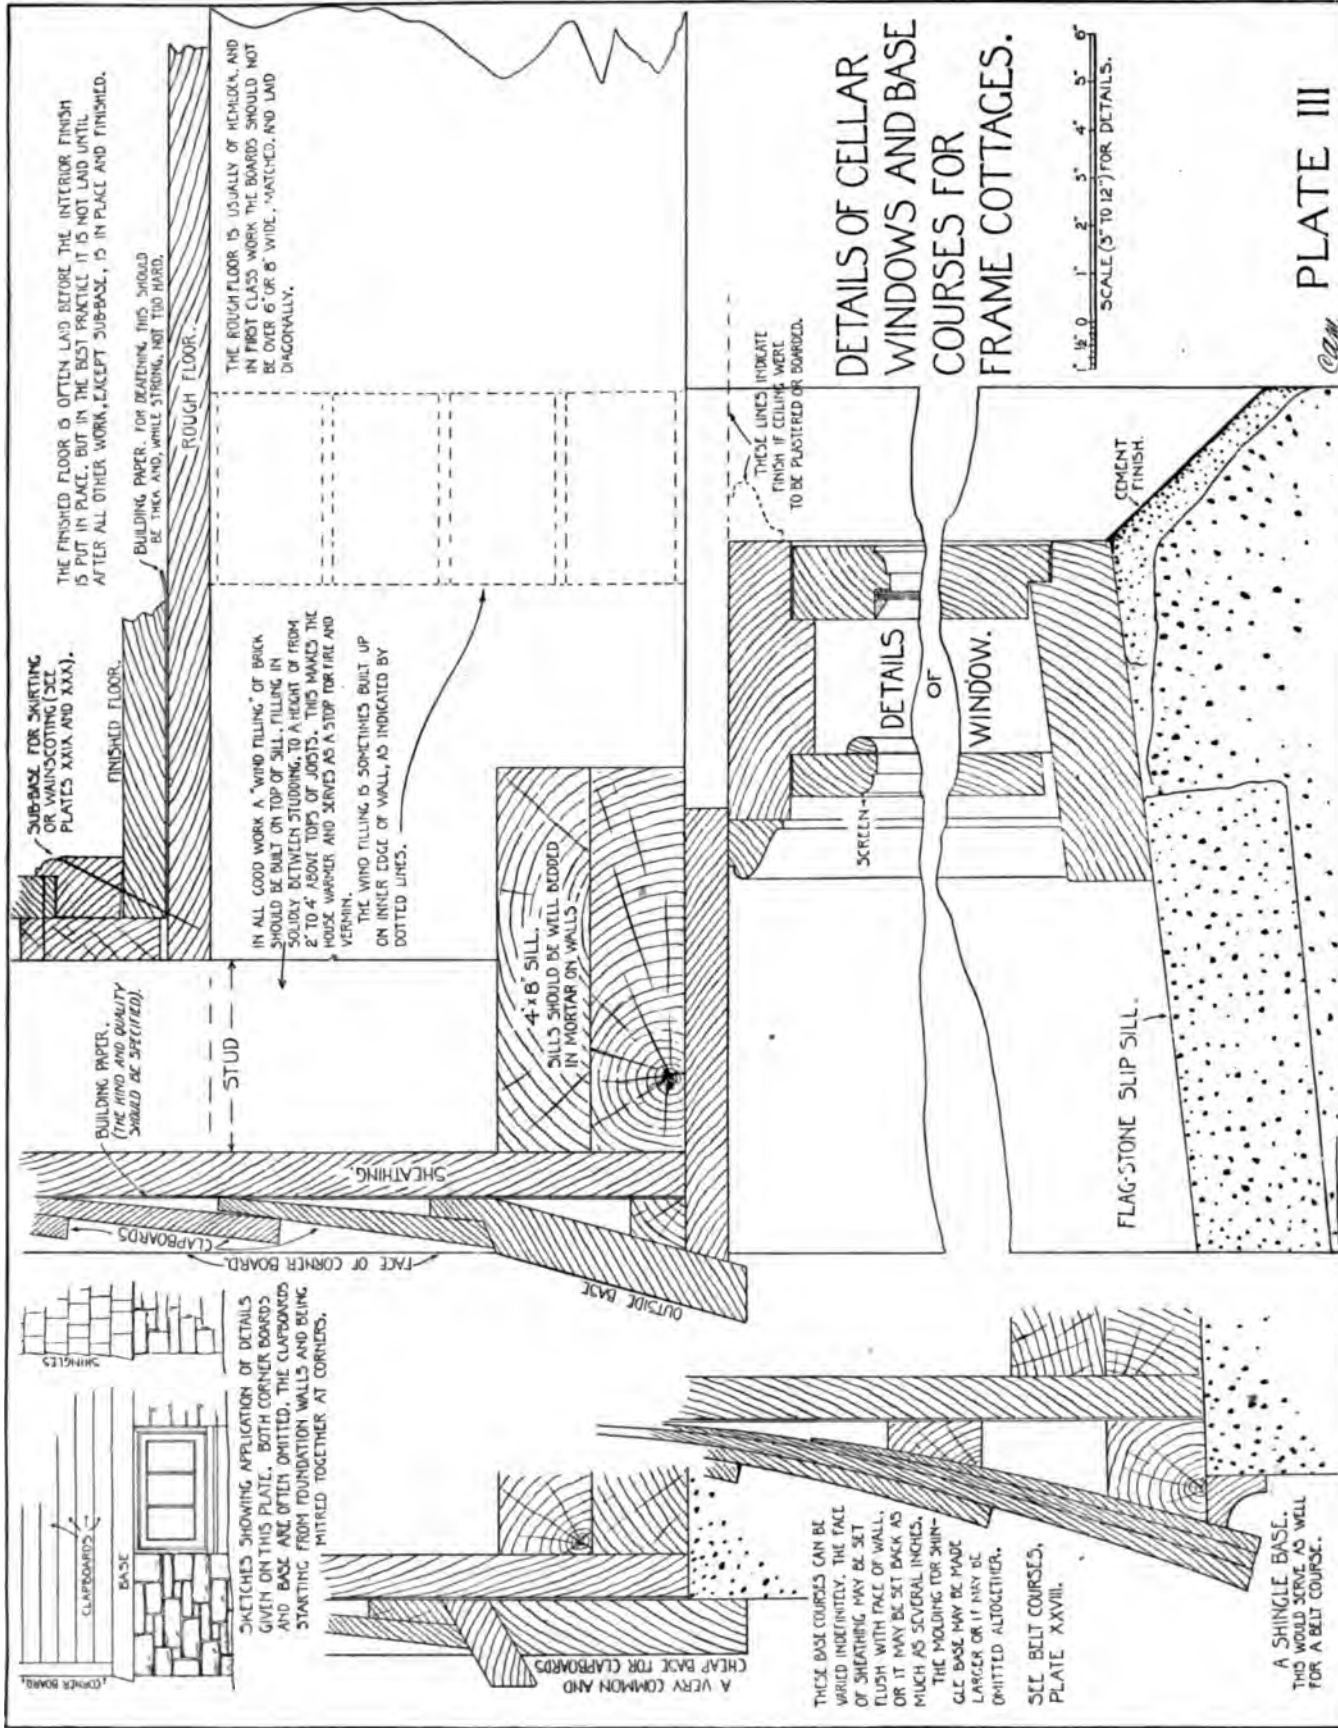 SUB-BASE FOR SKIRTING
OR WAINSCOTING (SEE
PLATES XXIX AND XXX).
FINISHED FLOOR.
THE FINISHED FLOOR IS OFTEN LAID BEFORE THE INTERIOR FINISH
IS PUT IN PLACE. BUT IN THE BEST PRACTICE IT IS NOT LAID UNTIL
AFTER ALL OTHER WORK, EXCEPT SUB-BASE, IS IN PLACE AND FINISHED.
BUILDING PAPER, FOR DEAFENING THIS SHOULD
BE THICK AND, WHILE STRONG, NOT TOO HARD.
ROUGH FLOOR.
THE ROUGH FLOOR IS USUALLY OF HEMLOCK, AND
IN FIRST CLASS WORK THE BOARDS SHOULD NOT
BE OVER 6" OR 8" WIDE, MATCHED, AND LAID
DIAGONALLY.
BUILDING PAPER.
(THE KIND AND QUALITY
SHOULD BE SPECIFIED).
STUD
IN ALL GOOD WORK A "WIND FILLING" OF BRICK
SHOULD BE BUILT ON TOP OF SILL, FILLING IN
SOLIDLY BETWEEN STUDDING, TO A HEIGHT OF FROM
2" TO 4" ABOVE TOPS OF JOISTS. THIS MAKES THE
HOUSE WARMER AND SERVES AS A STOP FOR FIRE AND
VERMIN.
THE WIND FILLING IS SOMETIMES BUILT UP
ON INNER EDGE OF WALL, AS INDICATED BY
DOTTED LINES.
SHEATHING.
CLAPBOARDS
FACE OF CORNER BOARD.
OUTSIDE BASE
4"x8" SILL.
SILLS SHOULD BE WELL BEDDED
IN MORTAR ON WALLS
CORNER BOARD.
CLAPBOARDS
BASE
SHINGLES
SKETCHES SHOWING APPLICATION OF DETAILS
GIVEN ON THIS PLATE. BOTH CORNER BOARDS
AND BASE ARE OFTEN OMITTED, THE CLAPBOARDS
STARTING FROM FOUNDATION WALLS AND BEING
MITRED TOGETHER AT CORNERS.
A VERY COMMON AND
CHEAP BASE FOR CLAPBOARDS
THESE BASE COURSES CAN BE
VARIED INDEFINITELY. THE FACE
OF SHEATHING MAY BE SET
FLUSH WITH FACE OF WALL,
OR IT MAY BE SET BACK AS
MUCH AS SEVERAL INCHES.
THE MOLDING FOR SHIN-
GLE BASE MAY BE MADE
LARGER OR IT MAY BE
OMITTED ALTOGETHER.
SEE BELT COURSES,
PLATE XXVIII.
A SHINGLE BASE.
THIS WOULD SERVE AS WELL
FOR A BELT COURSE.
THESE LINES INDICATE
FINISH IF CEILING WERE
TO BE PLASTERED OR BOARDED.
SCREEN
DETAILS
OF
WINDOW.
FLAG-STONE SLIP SILL.
CEMENT
FINISH.
DETAILS OF CELLAR
WINDOWS AND BASE
COURSES FOR
FRAME COTTAGES.
1" ½" 0 1" 2" 3" 4" 5" 6"
SCALE (3" TO 12") FOR DETAILS.
PLATE III